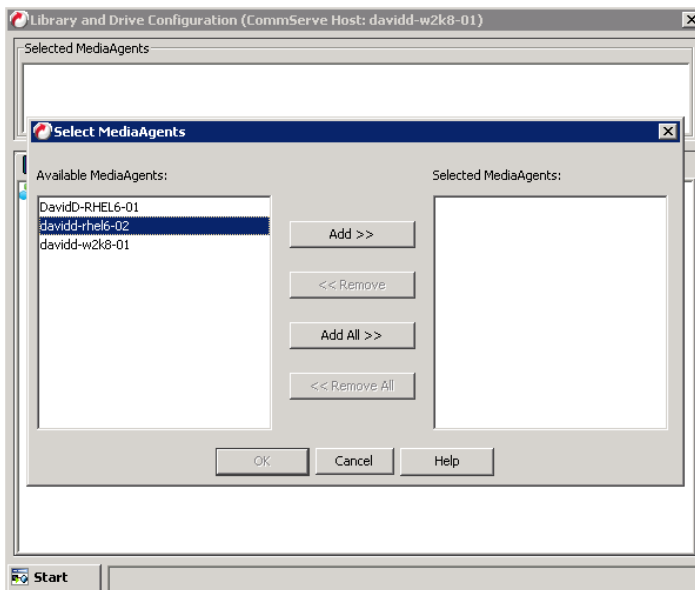 Library and Drive Configuration (CommServe Host: davidd-w2k8-01)
Selected MediaAgents
Select MediaAgents
Available MediaAgents:
Selected MediaAgents:
DavidD-RHEL6-01
davidd-rhel6-02
davidd-w2k8-01
Add >>
<< Remove
Add All >>
<< Remove All
OK
Cancel
Help
Start